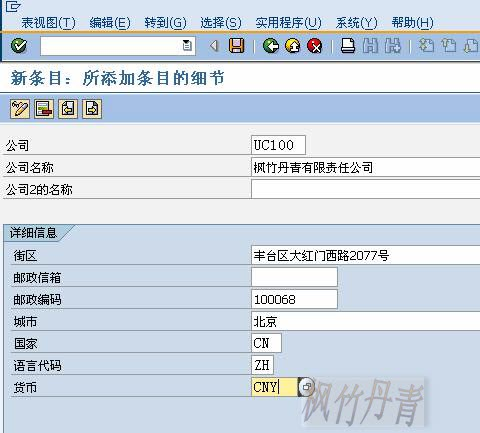 表视图(T) 编辑(E) 转到(G) 选择(S) 实用程序(U) 系统(Y) 帮助(H)
新条目: 所添加条目的细节
公司 UC100
公司名称 枫竹丹青有限责任公司
公司2的名称
详细信息
街区 丰台区大红门西路2077号
邮政信箱
邮政编码 100068
城市 北京
国家 CN
语言代码 ZH
货币 CNY
枫竹丹青